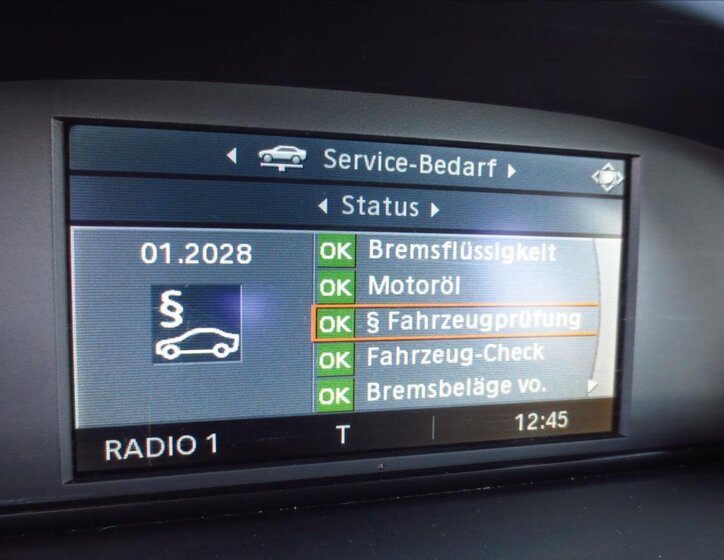 Service-Bedarf
Status
01.2028
§
OK Bremsflüssigkeit
OK Motoröl
OK § Fahrzeugprüfung
OK Fahrzeug-Check
OK Bremsbeläge vo.
RADIO 1 T 12:45